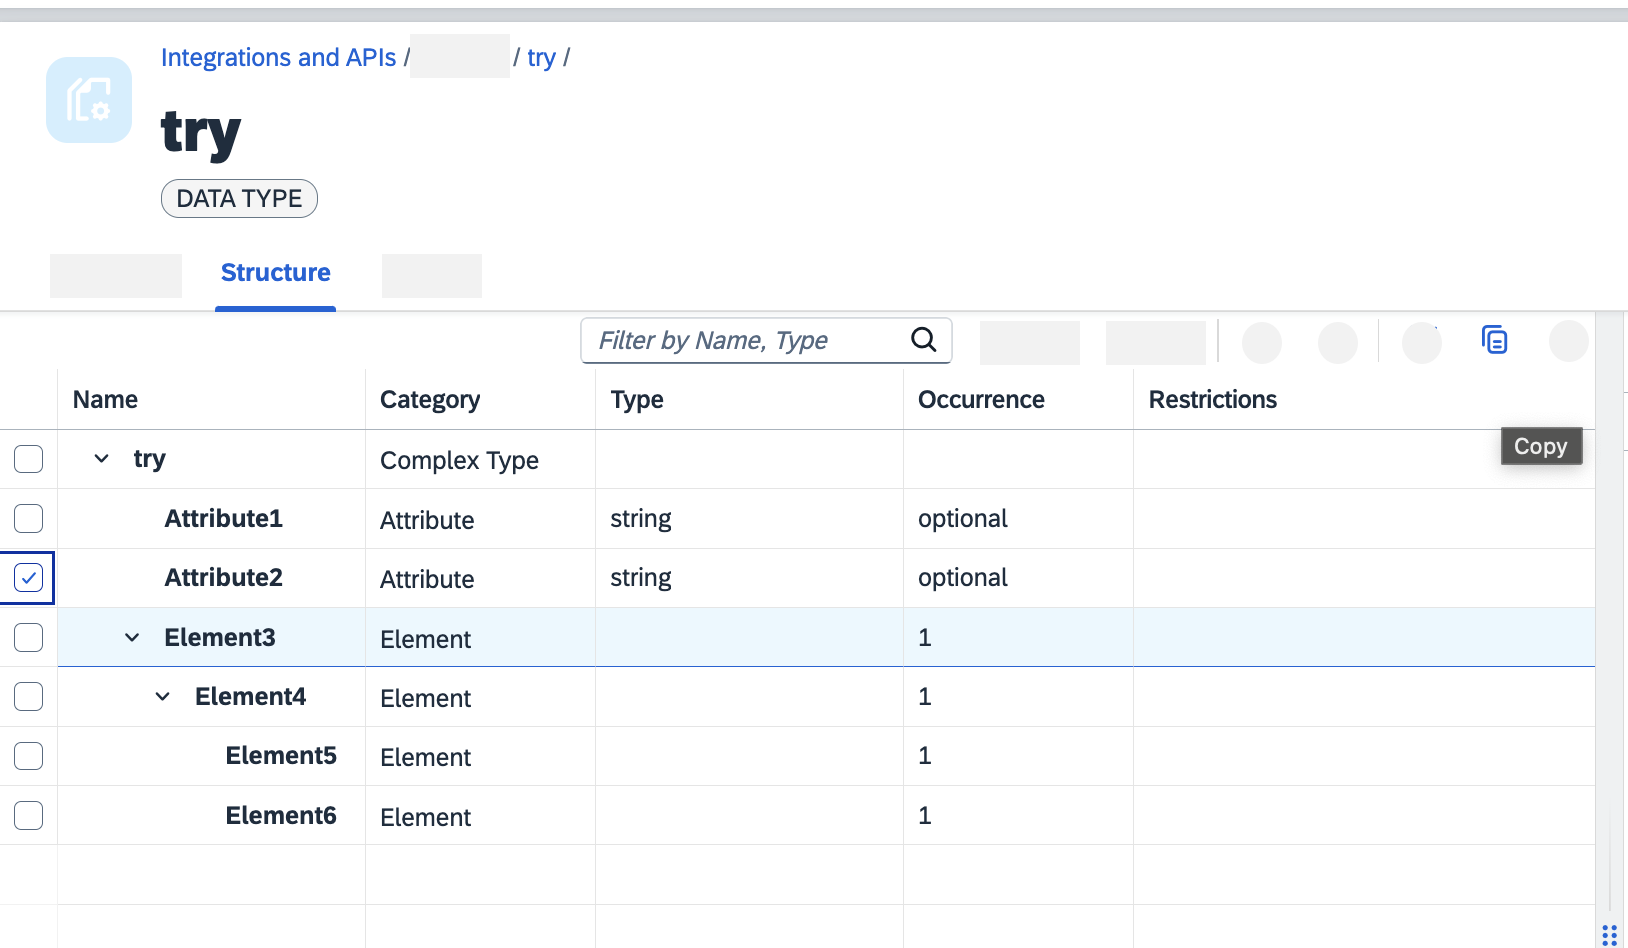 Integrations and APIs / / try /
try
DATA TYPE
Structure
Filter by Name, Type
Name Category Type Occurrence Restrictions
Copy
try Complex Type
Attribute1 Attribute string optional
Attribute2 Attribute string optional
Element3 Element 1
Element4 Element 1
Element5 Element 1
Element6 Element 1